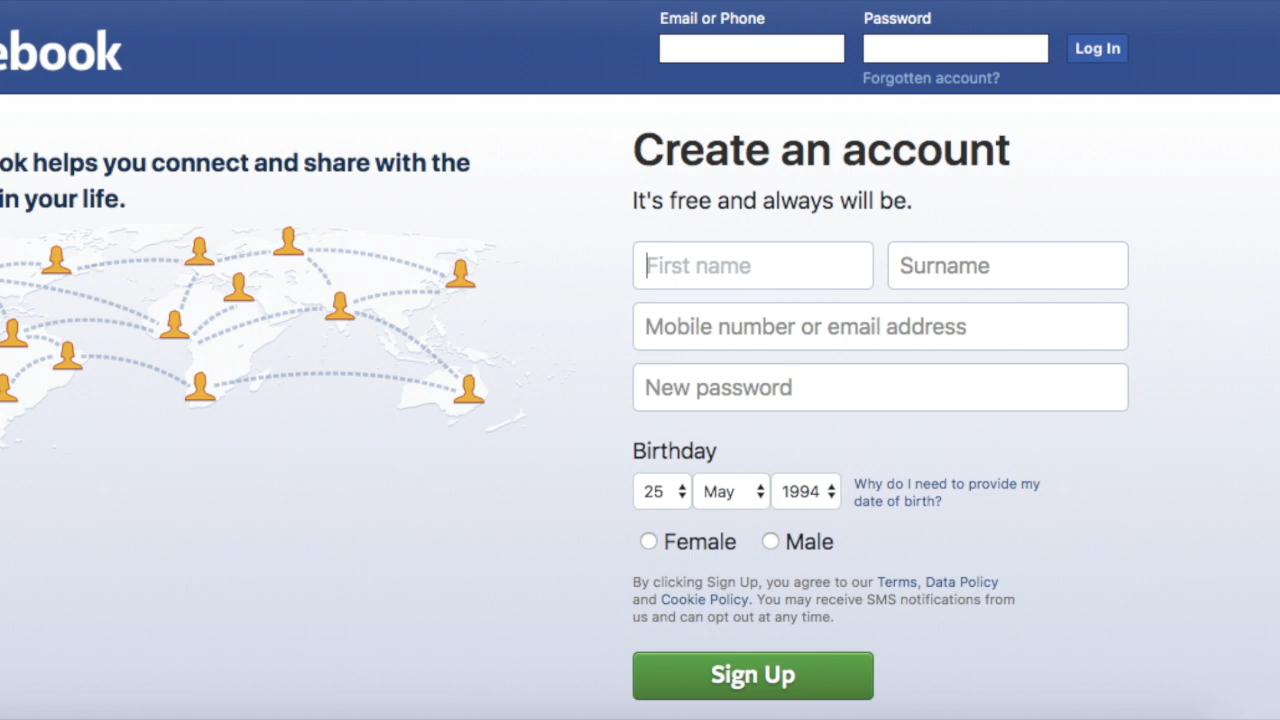 Email or Phone
Password
ebook
Log In
Forgotten account?
ok helps you connect and share with the
in your life.
Create an account
It's free and always will be.
First name
Surname
Mobile number or email address
New password
Birthday
25
May
1994
Why do I need to provide my
date of birth?
Female
Male
By clicking Sign Up, you agree to our Terms, Data Policy
and Cookie Policy. You may receive SMS notifications from
us and can opt out at any time.
Sign Up